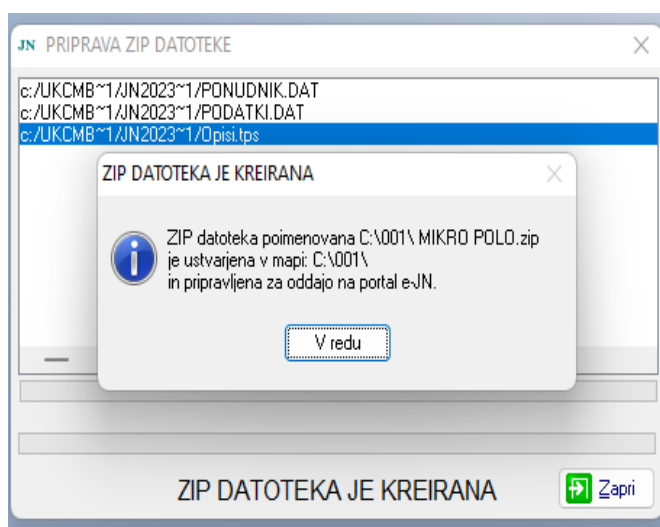 JN PRIPRAVA ZIP DATOTEKE
c:/UKCMB~1/JN2023~1/PONUDNIK.DAT
c:/UKCMB~1/JN2023~1/PODATKI.DAT
c:/UKCMB~1/JN2023~1/Opisi.tps
ZIP DATOTEKA JE KREIRANA
ZIP datoteka poimenovana C:\001\ MIKRO POLO.zip
je ustvarjena v mapi: C:\001\
in pripravljena za oddajo na portal e-JN.
V redu
ZIP DATOTEKA JE KREIRANA
Zapri